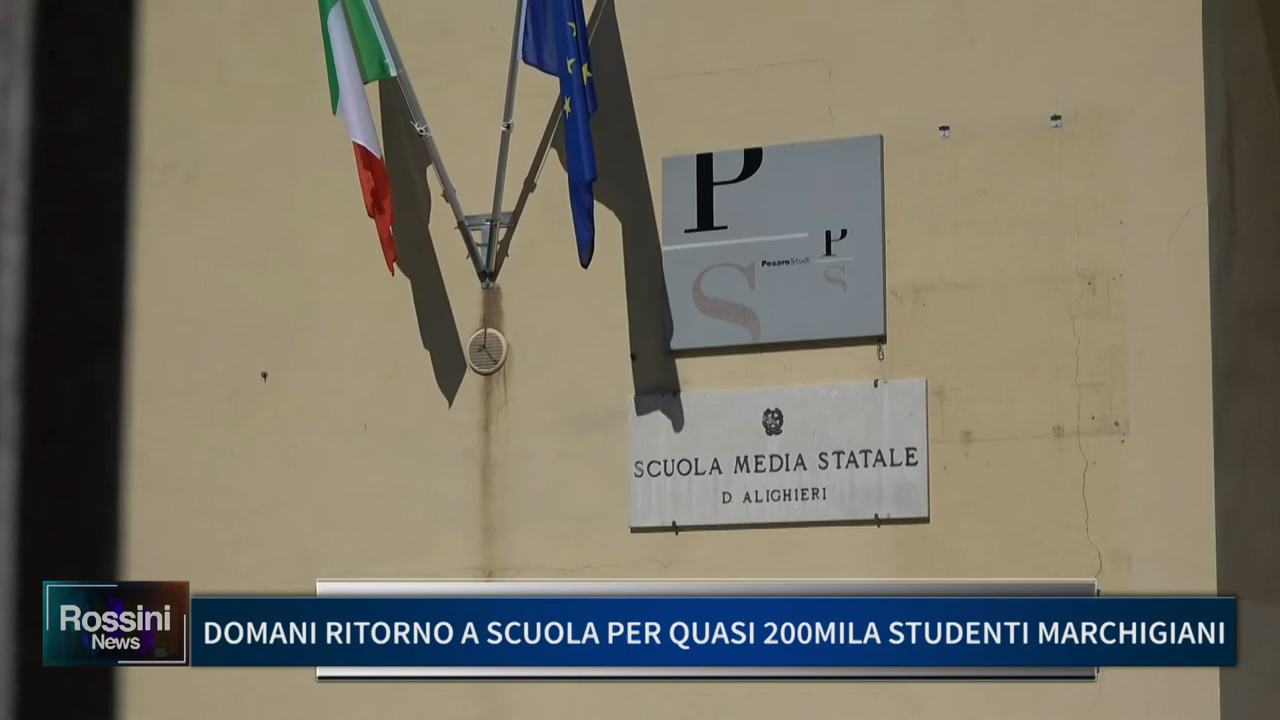 P
S
PesaroStudi
P
S
SCUOLA MEDIA STATALE
D. ALIGHIERI
Rossini
News
DOMANI RITORNO A SCUOLA PER QUASI 200MILA STUDENTI MARCHIGIANI